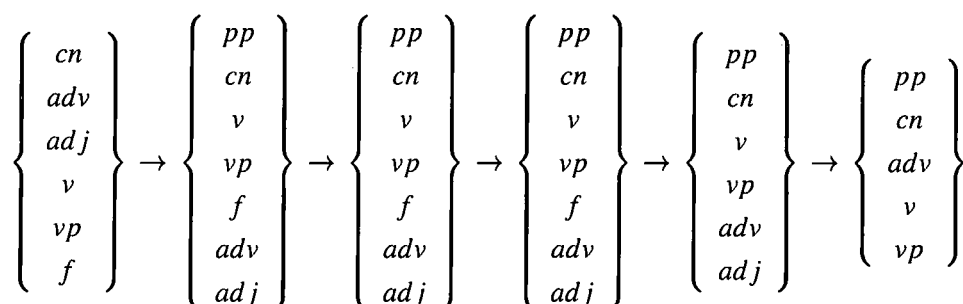 cn
adv
adj
v
vp
f
→
pp
cn
v
vp
f
adv
adj
→
pp
cn
v
vp
f
adv
adj
→
pp
cn
v
vp
f
adv
adj
→
pp
cn
v
vp
adv
adj
→
pp
cn
adv
v
vp